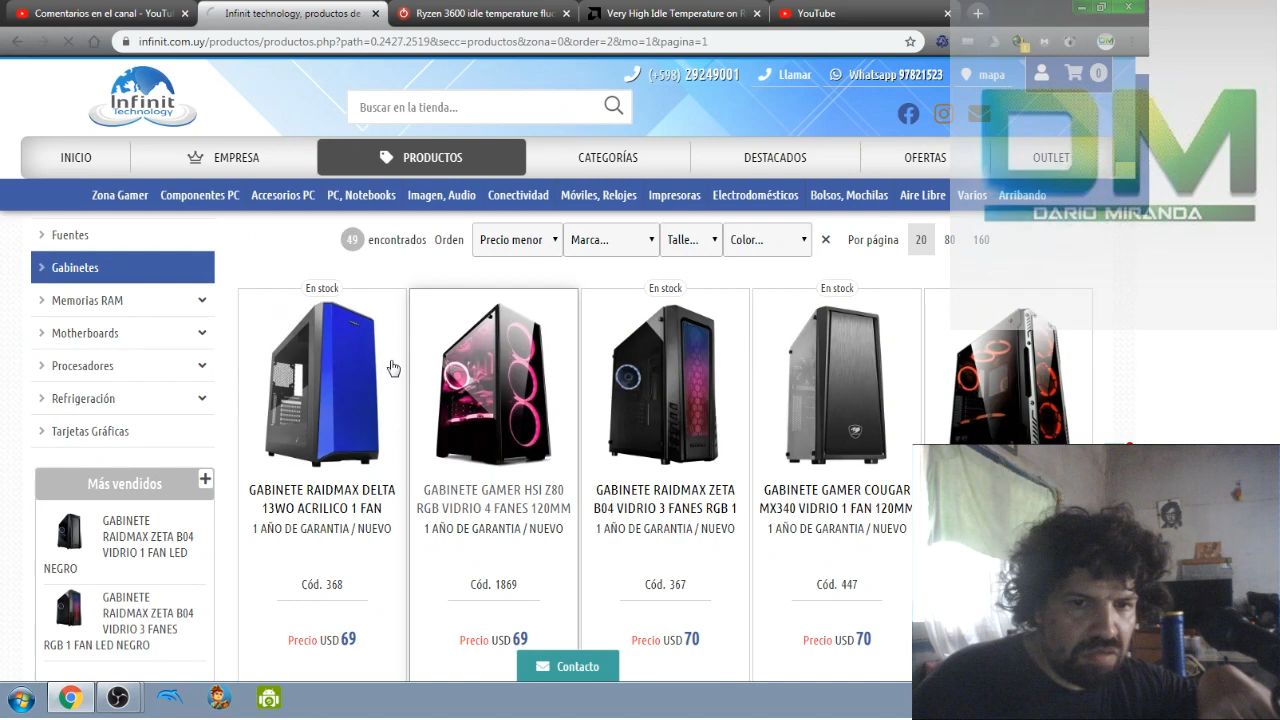 Comentarios en el canal - YouTu
Infinit technology, productos de
Ryzen 3600 idle temperature fluc
Very High Idle Temperature on R
YouTube
infinit.com.uy/productos/productos.php?path=0.2427.2519&secc=productos&zona=0&order=2&mo=1&pagina=1
Infinit
Technology
(+598) 29249001
Llamar
Whatsapp 97821523
mapa
0
Buscar en la tienda...
DM
DARIO MIRANDA
INICIO
EMPRESA
PRODUCTOS
CATEGORÍAS
DESTACADOS
OFERTAS
OUTLET
Zona Gamer
Componentes PC
Accesorios PC
PC, Notebooks
Imagen, Audio
Conectividad
Móviles, Relojes
Impresoras
Electrodomésticos
Bolsos, Mochilas
Aire Libre
Varios
Arribando
Fuentes
Gabinetes
Memorias RAM
Motherboards
Procesadores
Refrigeración
Tarjetas Gráficas
49 encontrados
Orden
Precio menor
Marca...
Talle...
Color...
Por página
20
80
160
Más vendidos
GABINETE
RAIDMAX ZETA B04
VIDRIO 1 FAN LED
NEGRO
GABINETE
RAIDMAX ZETA B04
VIDRIO 3 FANES
RGB 1 FAN LED NEGRO
En stock
GABINETE RAIDMAX DELTA
13WO ACRILICO 1 FAN
1 AÑO DE GARANTIA / NUEVO
Cód. 368
Precio USD 69
GABINETE GAMER HSI Z80
RGB VIDRIO 4 FANES 120MM
1 AÑO DE GARANTIA / NUEVO
Cód. 1869
Precio USD 69
En stock
GABINETE RAIDMAX ZETA
B04 VIDRIO 3 FANES RGB 1
1 AÑO DE GARANTIA / NUEVO
Cód. 367
Precio USD 70
En stock
GABINETE GAMER COUGAR
MX340 VIDRIO 1 FAN 120MM
1 AÑO DE GARANTIA / NUEVO
Cód. 447
Precio USD 70
Contacto